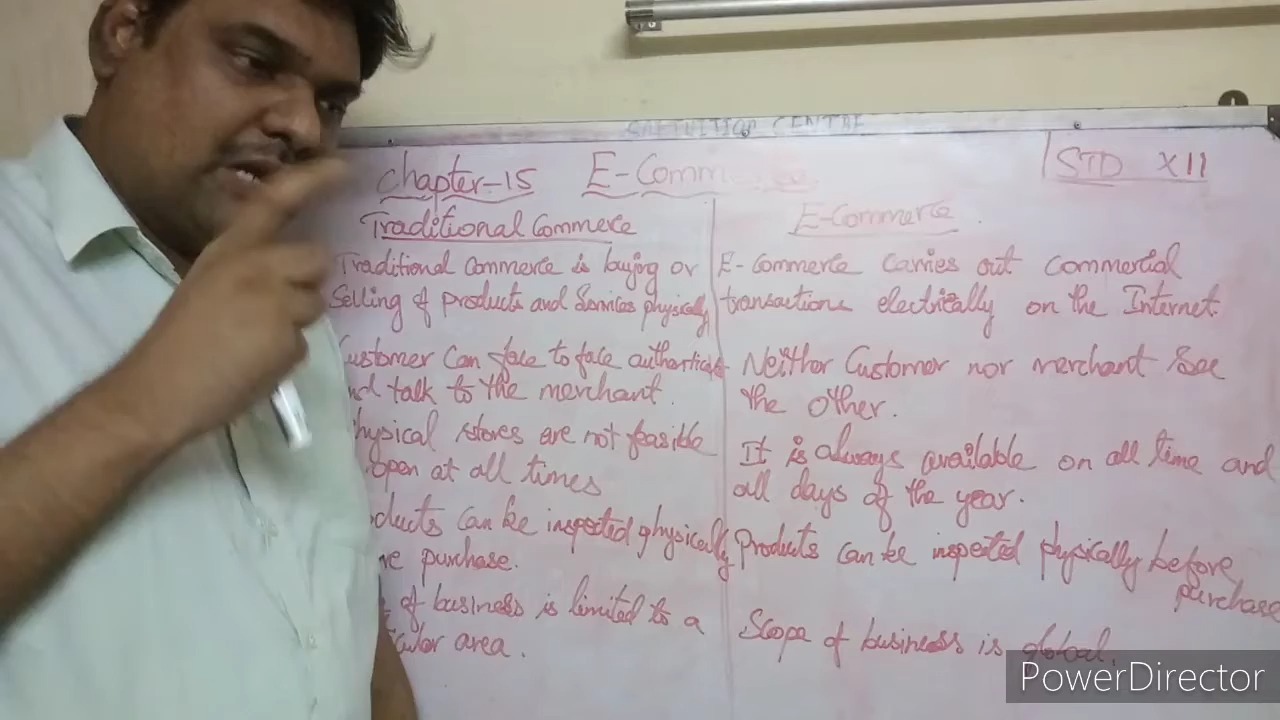 TUITION CENTRE
Chapter-15 E-Commerce
STD XII
Traditional Commerce
Traditional Commerce is buying or
Selling of products and Services physically
Customer Can face to face
talk to the merchant.
Physical stores are not feasible
open at all times
can be inspected physically
purchase.
of business is limited to a
area.
E-Commerce
E-Commerce Carries out Commercial
transactions electrically on the Internet.
Neither Customer nor merchant See
the other.
It is always available on all time and
all days of the year.
Products can be inspected physically before
purchase
Scope of business is global.
PowerDirector